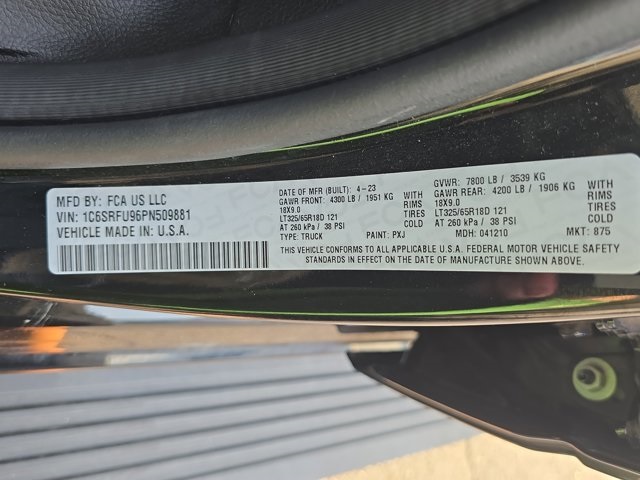 MFD BY: FCA US LLC
VIN: 1C6SRFU96PN509881
VEHICLE MADE IN U.S.A.
DATE OF MFR (BUILT): 4-23
GVWR: 7800 LB / 3539 KG
GAWR FRONT: 4300 LB / 1951 KG
GAWR REAR: 4200 LB / 1906 KG
18X9.0 RIMS 18X9.0 RIMS
LT325/65R18D 121 TIRES LT325/65R18D 121 TIRES
AT 260 kPa / 38 PSI COLD AT 260 kPa / 38 PSI COLD
TYPE: TRUCK PAINT: PXJ MDH: 041210 MKT: 875
THIS VEHICLE CONFORMS TO ALL APPLICABLE U.S.A. FEDERAL MOTOR VEHICLE SAFETY
STANDARDS IN EFFECT ON THE DATE OF MANUFACTURE SHOWN ABOVE.